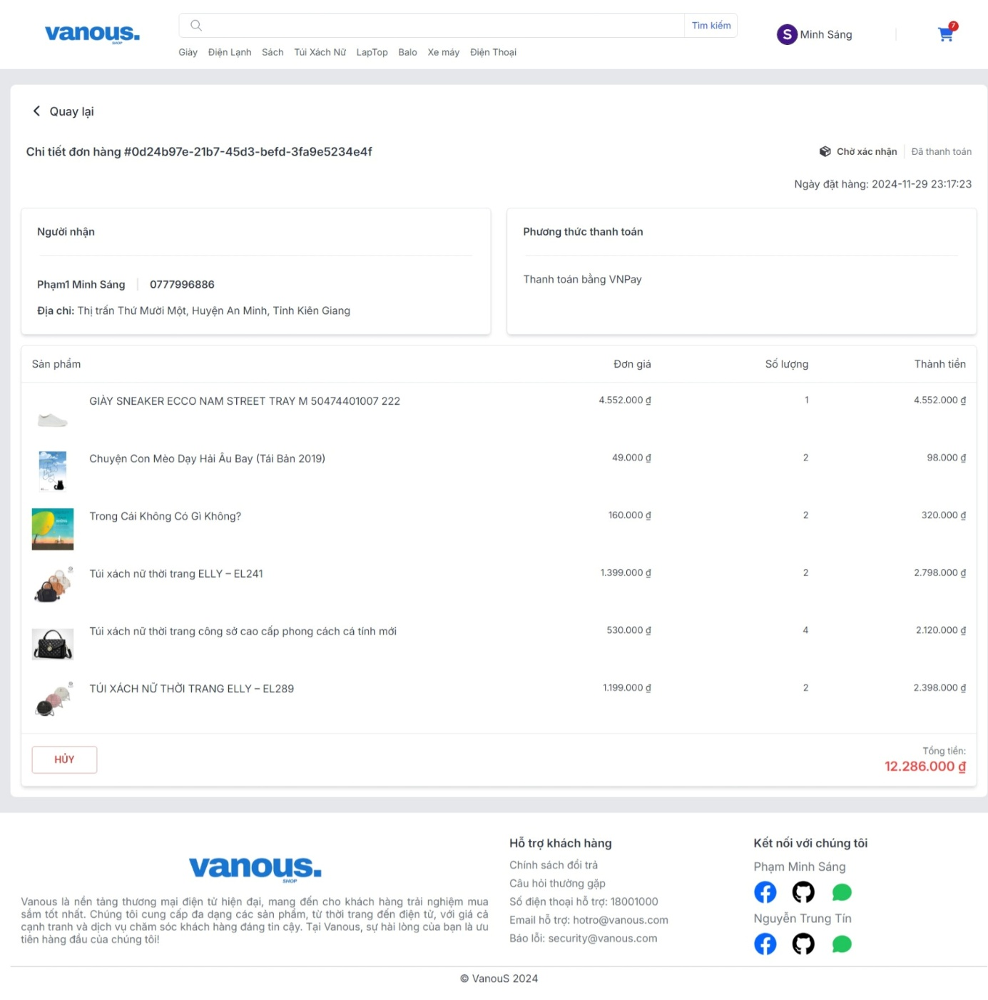 vanous.
SHOP
Tìm kiếm
S Minh Sáng
7
Giày Điện Lạnh Sách Túi Xách Nữ LapTop Balo Xe máy Điện Thoại
Quay lại
Chi tiết đơn hàng #0d24b97e-21b7-45d3-befd-3fa9e5234e4f
Chờ xác nhận Đã thanh toán
Ngày đặt hàng: 2024-11-29 23:17:23
Người nhận
Phạm1 Minh Sáng 0777996886
Địa chỉ: Thị trấn Thứ Mười Một, Huyện An Minh, Tỉnh Kiên Giang
Phương thức thanh toán
Thanh toán bằng VNPay
Sản phẩm Đơn giá Số lượng Thành tiền
GIÀY SNEAKER ECCO NAM STREET TRAY M 50474401007 222 4.552.000 ₫ 1 4.552.000 ₫
Chuyện Con Mèo Dạy Hải Âu Bay (Tái Bản 2019) 49.000 ₫ 2 98.000 ₫
Trong Cái Không Có Gì Không? 160.000 ₫ 2 320.000 ₫
Túi xách nữ thời trang ELLY – EL241 1.399.000 ₫ 2 2.798.000 ₫
Túi xách nữ thời trang công sở cao cấp phong cách cá tính mới 530.000 ₫ 4 2.120.000 ₫
TÚI XÁCH NỮ THỜI TRANG ELLY – EL289 1.199.000 ₫ 2 2.398.000 ₫
HỦY
Tổng tiền:
12.286.000 ₫
vanous.
SHOP
Vanous là nền tảng thương mại điện tử hiện đại, mang đến cho khách hàng trải nghiệm mua
sắm tốt nhất. Chúng tôi cung cấp đa dạng các sản phẩm, từ thời trang đến điện tử, với giá cả
cạnh tranh và dịch vụ chăm sóc khách hàng đáng tin cậy. Tại Vanous, sự hài lòng của bạn là ưu
tiên hàng đầu của chúng tôi!
Hỗ trợ khách hàng
Chính sách đổi trả
Câu hỏi thường gặp
Số điện thoại hỗ trợ: 18001000
Email hỗ trợ: hotro@vanous.com
Báo lỗi: security@vanous.com
Kết nối với chúng tôi
Phạm Minh Sáng
Nguyễn Trung Tín
© VanouS 2024